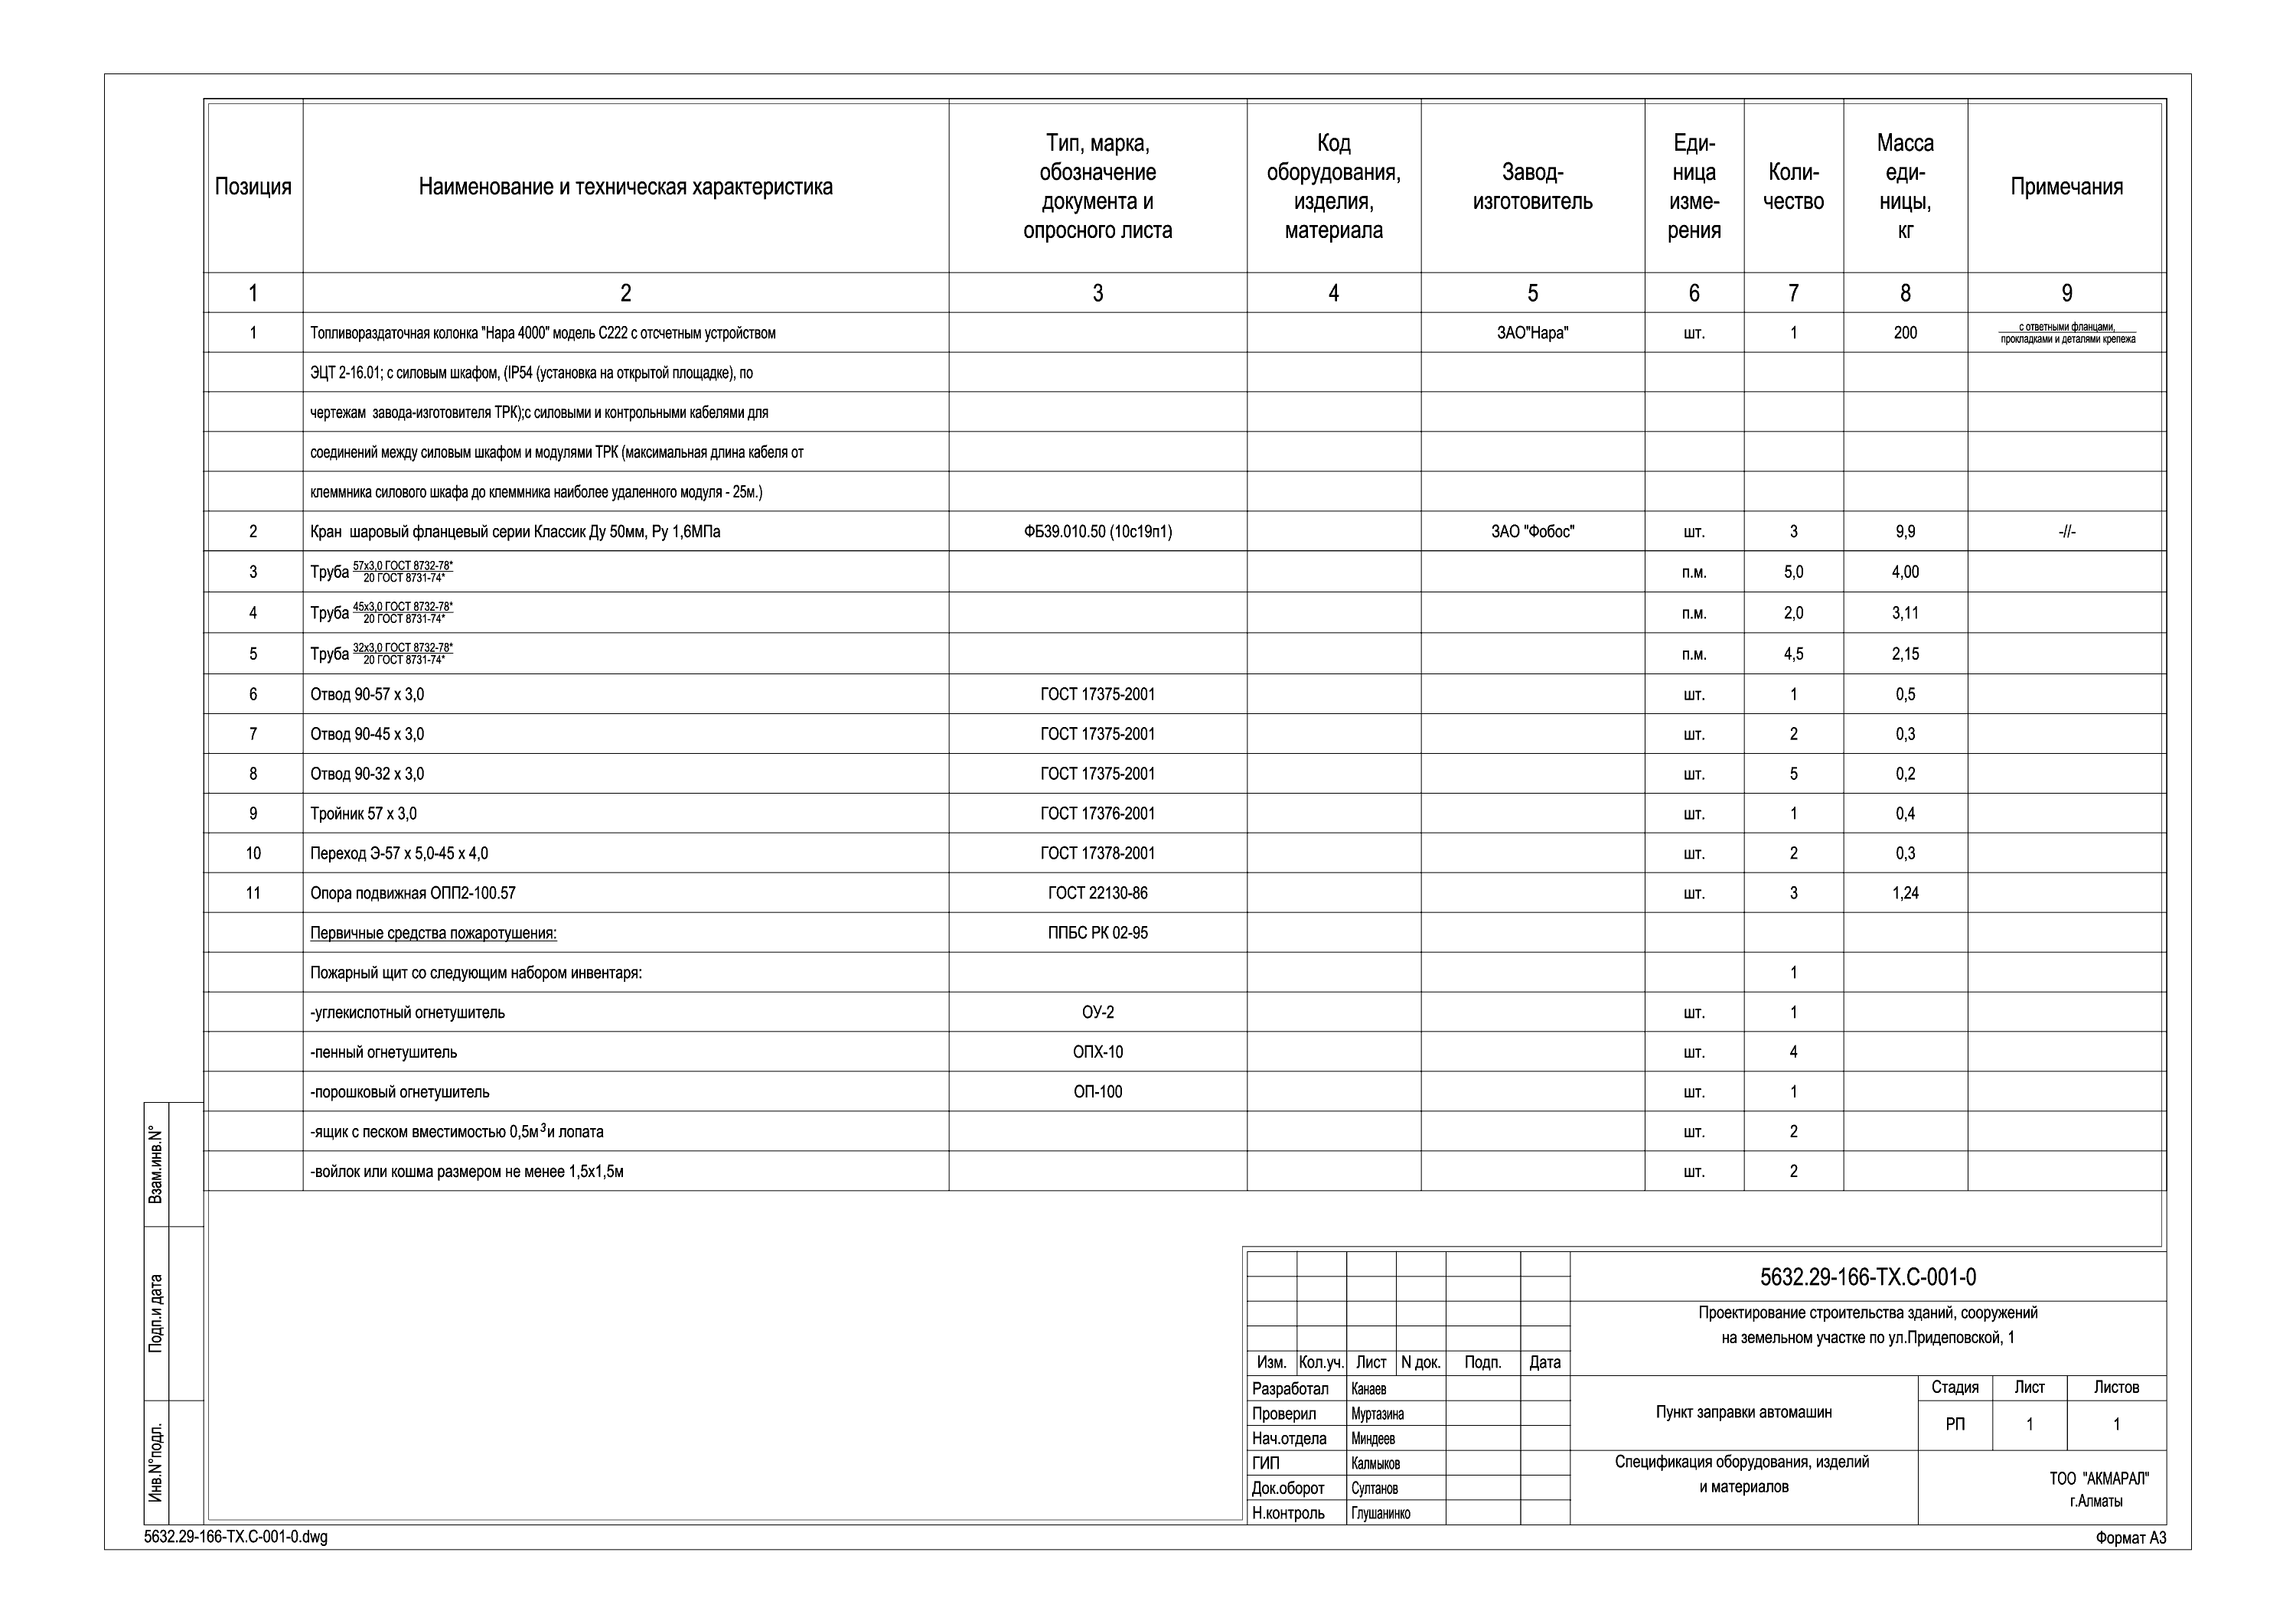 Позиция
Наименование и техническая характеристика
Тип, марка,
обозначение
документа и
опросного листа
Код
оборудования,
изделия,
материала
Завод-
изготовитель
Еди-
ница
изме-
рения
Коли-
чество
Масса
еди-
ницы,
кг
Примечания
1 2 3 4 5 6 7 8 9
1 Топливораздаточная колонка "Нара 4000" модель С222 с отсчетным устройством ЗАО"Нара" шт. 1 200 с ответными фланцами,
прокладками и деталями крепежа
ЭЦТ 2-16.01; с силовым шкафом, (IP54 (установка на открытой площадке), по
чертежам завода-изготовителя ТРК);с силовыми и контрольными кабелями для
соединений между силовым шкафом и модулями ТРК (максимальная длина кабеля от
клеммника силового шкафа до клеммника наиболее удаленного модуля - 25м.)
2 Кран шаровый фланцевый серии Классик Ду 50мм, Ру 1,6МПа ФБ39.010.50 (10с19п1) ЗАО "Фобос" шт. 3 9,9 -//-
3 Труба 57х3,0 ГОСТ 8732-78* п.м. 5,0 4,00
20 ГОСТ 8731-74*
4 Труба 45х3,0 ГОСТ 8732-78* п.м. 2,0 3,11
20 ГОСТ 8731-74*
5 Труба 32х3,0 ГОСТ 8732-78* п.м. 4,5 2,15
20 ГОСТ 8731-74*
6 Отвод 90-57 х 3,0 ГОСТ 17375-2001 шт. 1 0,5
7 Отвод 90-45 х 3,0 ГОСТ 17375-2001 шт. 2 0,3
8 Отвод 90-32 х 3,0 ГОСТ 17375-2001 шт. 5 0,2
9 Тройник 57 х 3,0 ГОСТ 17376-2001 шт. 1 0,4
10 Переход Э-57 х 5,0-45 х 4,0 ГОСТ 17378-2001 шт. 2 0,3
11 Опора подвижная ОПП2-100.57 ГОСТ 22130-86 шт. 3 1,24
Первичные средства пожаротушения: ППБС РК 02-95
Пожарный щит со следующим набором инвентаря: 1
-углекислотный огнетушитель ОУ-2 шт. 1
-пенный огнетушитель ОПХ-10 шт. 4
-порошковый огнетушитель ОП-100 шт. 1
-ящик с песком вместимостью 0,5м³ и лопата шт. 2
-войлок или кошма размером не менее 1,5х1,5м шт. 2
Взам.инв.N°
Подп.и дата
Инв.N°подл.
5632.29-166-ТХ.С-001-0
Проектирование строительства зданий, сооружений
на земельном участке по ул.Придеповской, 1
Изм. Кол.уч. Лист N док. Подп. Дата
Разработал Канаев
Проверил Муртазина
Нач.отдела Миндеев
ГИП Калмыков
Док.оборот Султанов
Н.контроль Глушанинко
Пункт заправки автомашин
Стадия Лист Листов
РП 1 1
Спецификация оборудования, изделий
и материалов
ТОО "АКМАРАЛ"
г.Алматы
5632.29-166-ТХ.С-001-0.dwg
Формат А3